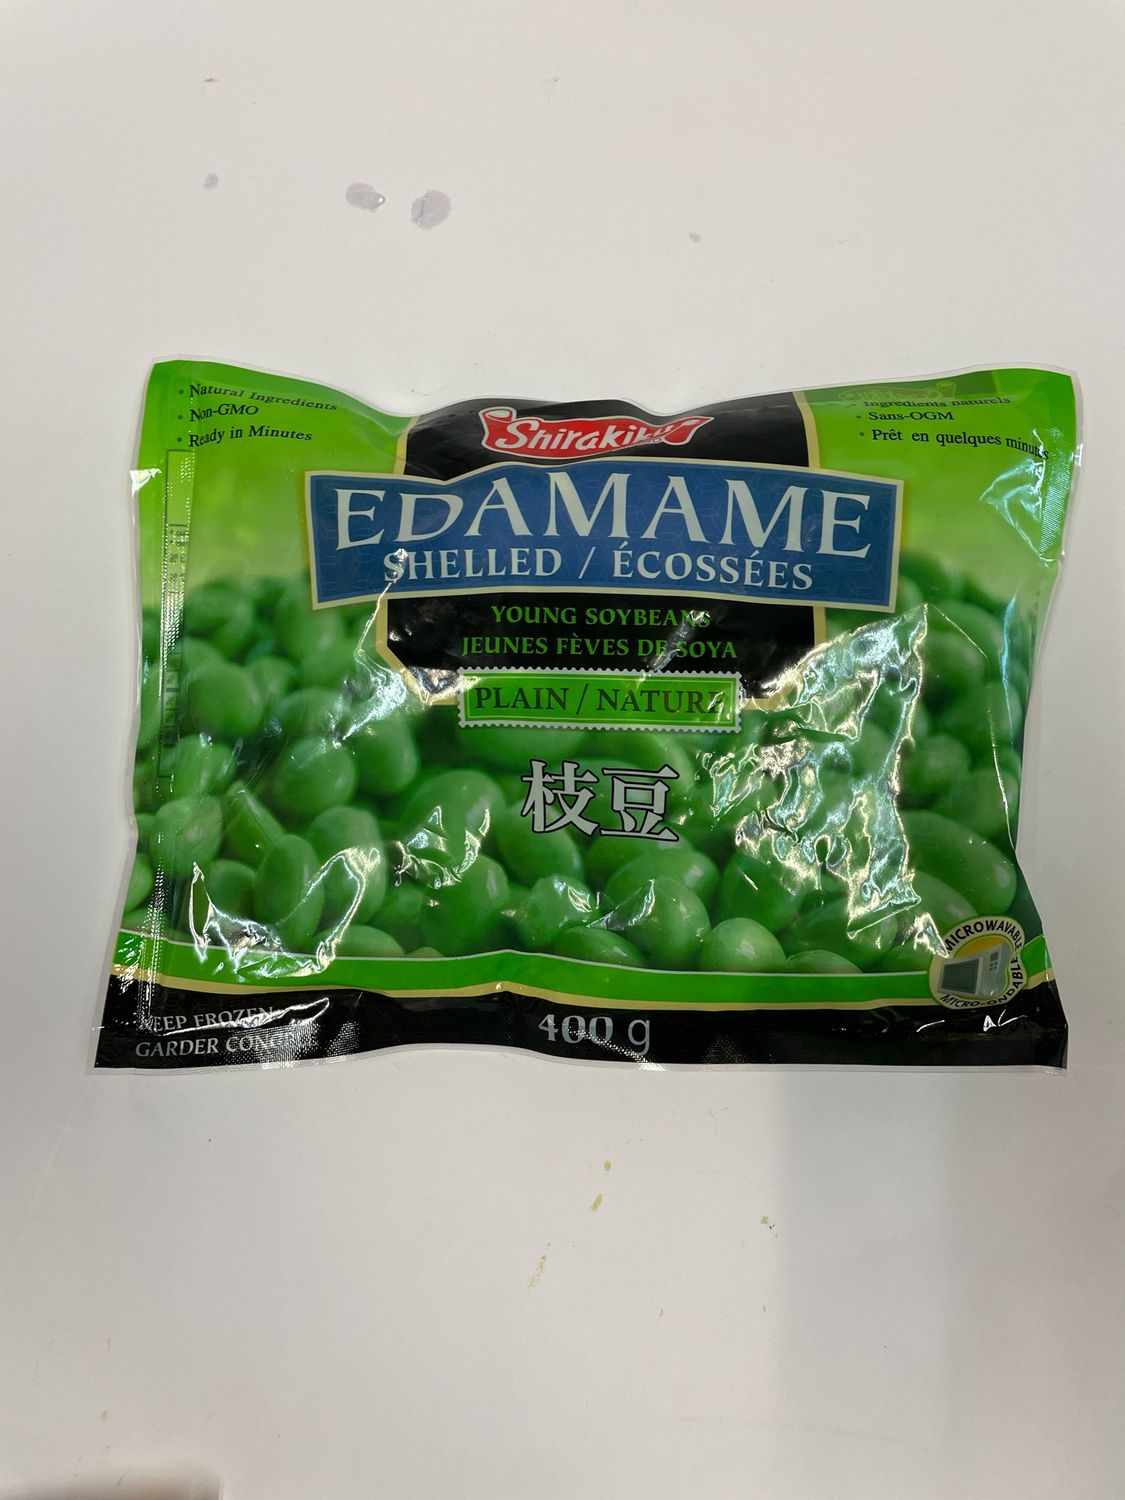 • Natural Ingredients
• Non-GMO
• Ready in Minutes
Shirakiku
• Ingrédients naturels
• Sans-OGM
• Prêt en quelques minutes
EDAMAME
SHELLED / ÉCOSSÉES
YOUNG SOYBEANS
JEUNES FÈVES DE SOYA
PLAIN / NATURE
枝豆
MICROWAVABLE
MICRO-ONDABLE
KEEP FROZEN
GARDER CONGELÉ
400 g